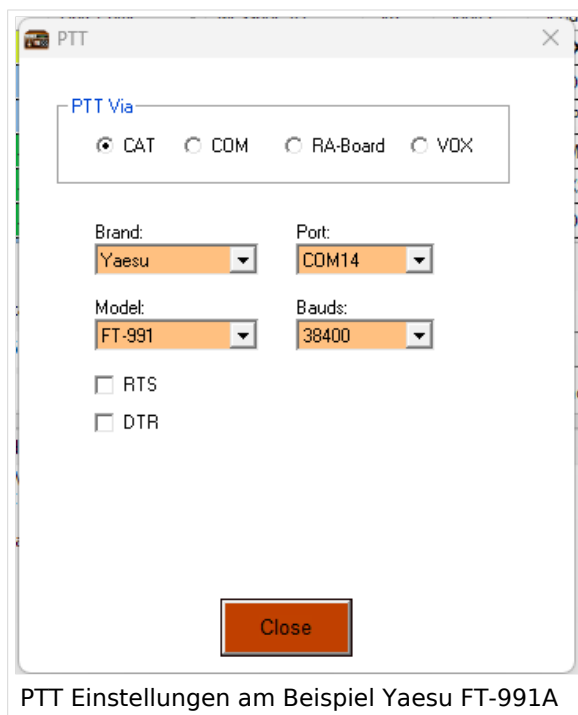 PTT
PTT Via
CAT COM RA-Board VOX
Brand: Port:
Yaesu COM14
Model: Bauds:
FT-991 38400
RTS
DTR
Close
PTT Einstellungen am Beispiel Yaesu FT-991A